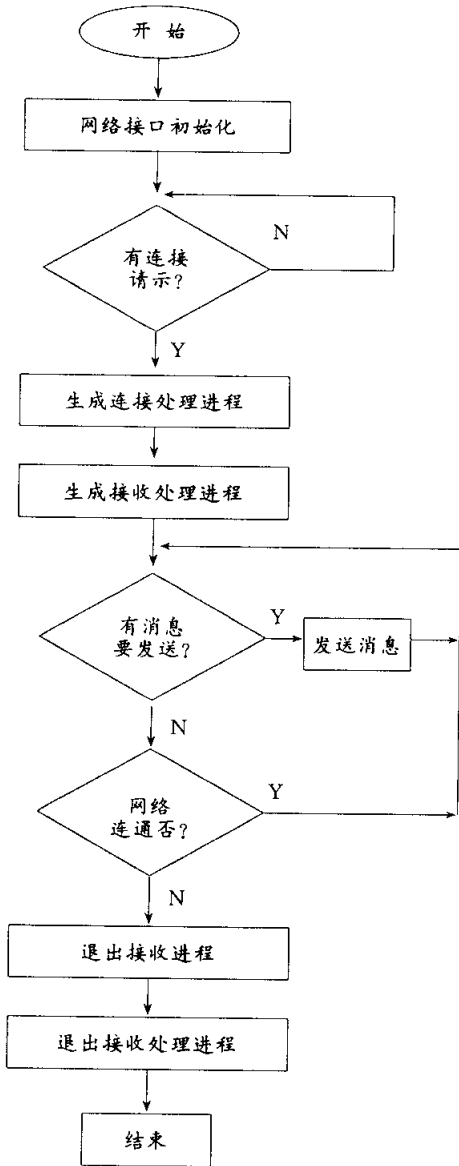 开 始
网络接口初始化
N
有连接
请示?
Y
生成连接处理进程
生成接收处理进程
有消息
要发送?
Y
发送消息
N
网络
连通否?
Y
N
退出接收进程
退出接收处理进程
结束